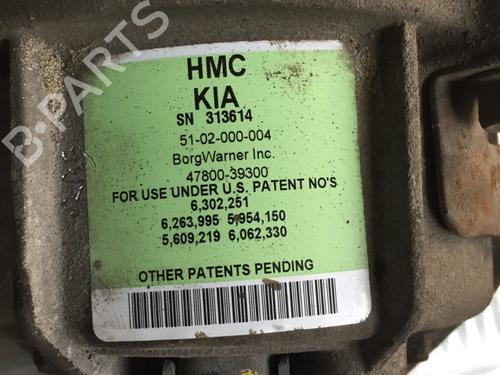 HMC
KIA
SN 313614
51-02-000-004
BorgWarner Inc.
47800-39300
FOR USE UNDER U.S. PATENT NO'S
6,302,251
6,263,995 5,954,150
5,609,219 6,062,330
OTHER PATENTS PENDING
B-PARTS